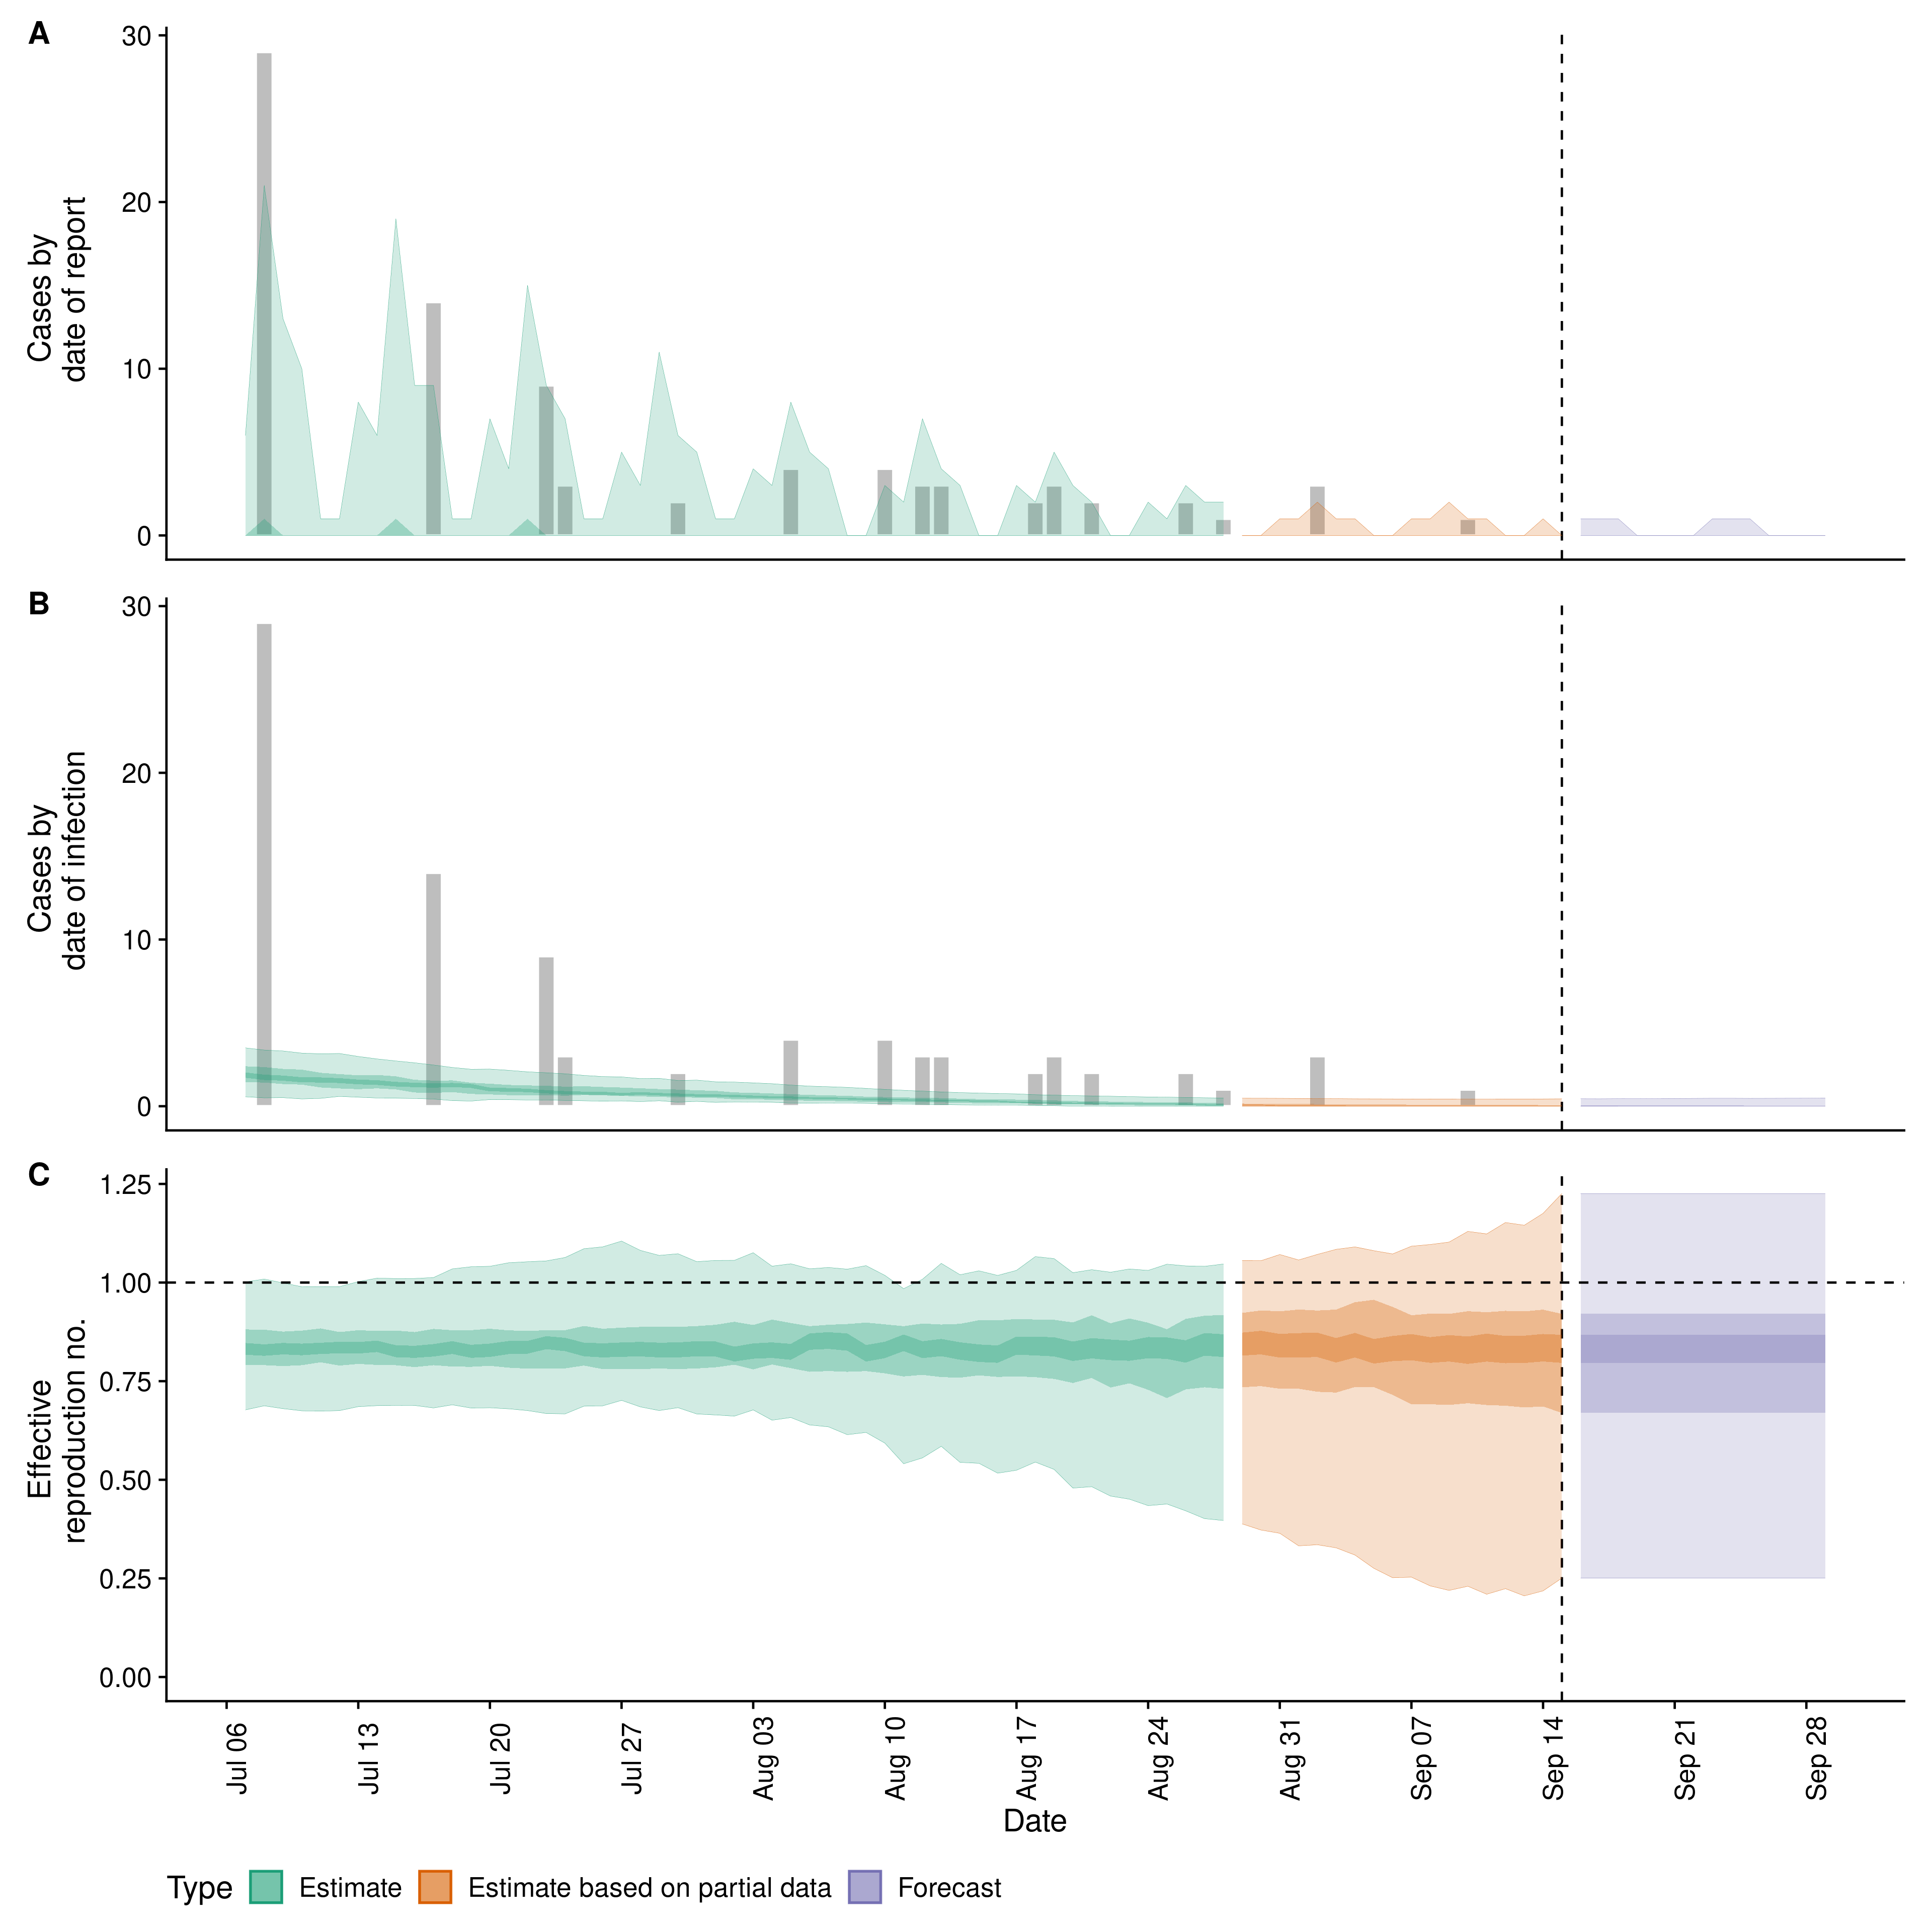 A
30
20
10
0
Cases by
date of report
B
30
20
10
0
Cases by
date of infection
C
1.25
1.00
0.75
0.50
0.25
0.00
Effective
reproduction no.
Jul 06
Jul 13
Jul 20
Jul 27
Aug 03
Aug 10
Aug 17
Aug 24
Aug 31
Sep 07
Sep 14
Sep 21
Sep 28
Date
Type Estimate Estimate based on partial data Forecast